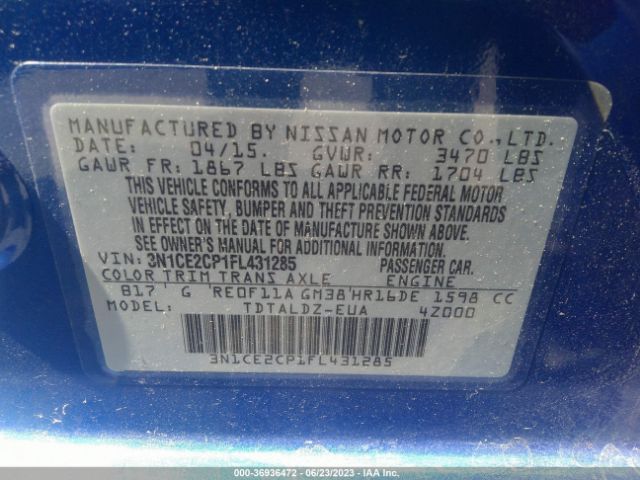 MANUFACTURED BY NISSAN MOTOR CO.,LTD.
DATE: 04/15. GVWR: 3470 LBS
GAWR FR: 1867 LBS GAWR RR: 1704 LBS
THIS VEHICLE CONFORMS TO ALL APPLICABLE FEDERAL MOTOR
VEHICLE SAFETY, BUMPER AND THEFT PREVENTION STANDARDS
IN EFFECT ON THE DATE OF MANUFACTURE SHOWN ABOVE.
SEE OWNER'S MANUAL FOR ADDITIONAL INFORMATION.
VIN: 3N1CE2CP1FL431285 PASSENGER CAR.
COLOR TRIM TRANS AXLE ENGINE
B17 G RE0F11A GM38 HR16DE 1598 CC
MODEL TDTALDZ-EUA 4Z000
3N1CE2CP1FL431285
000-36936472 - 06/23/2023 - IAA Inc.